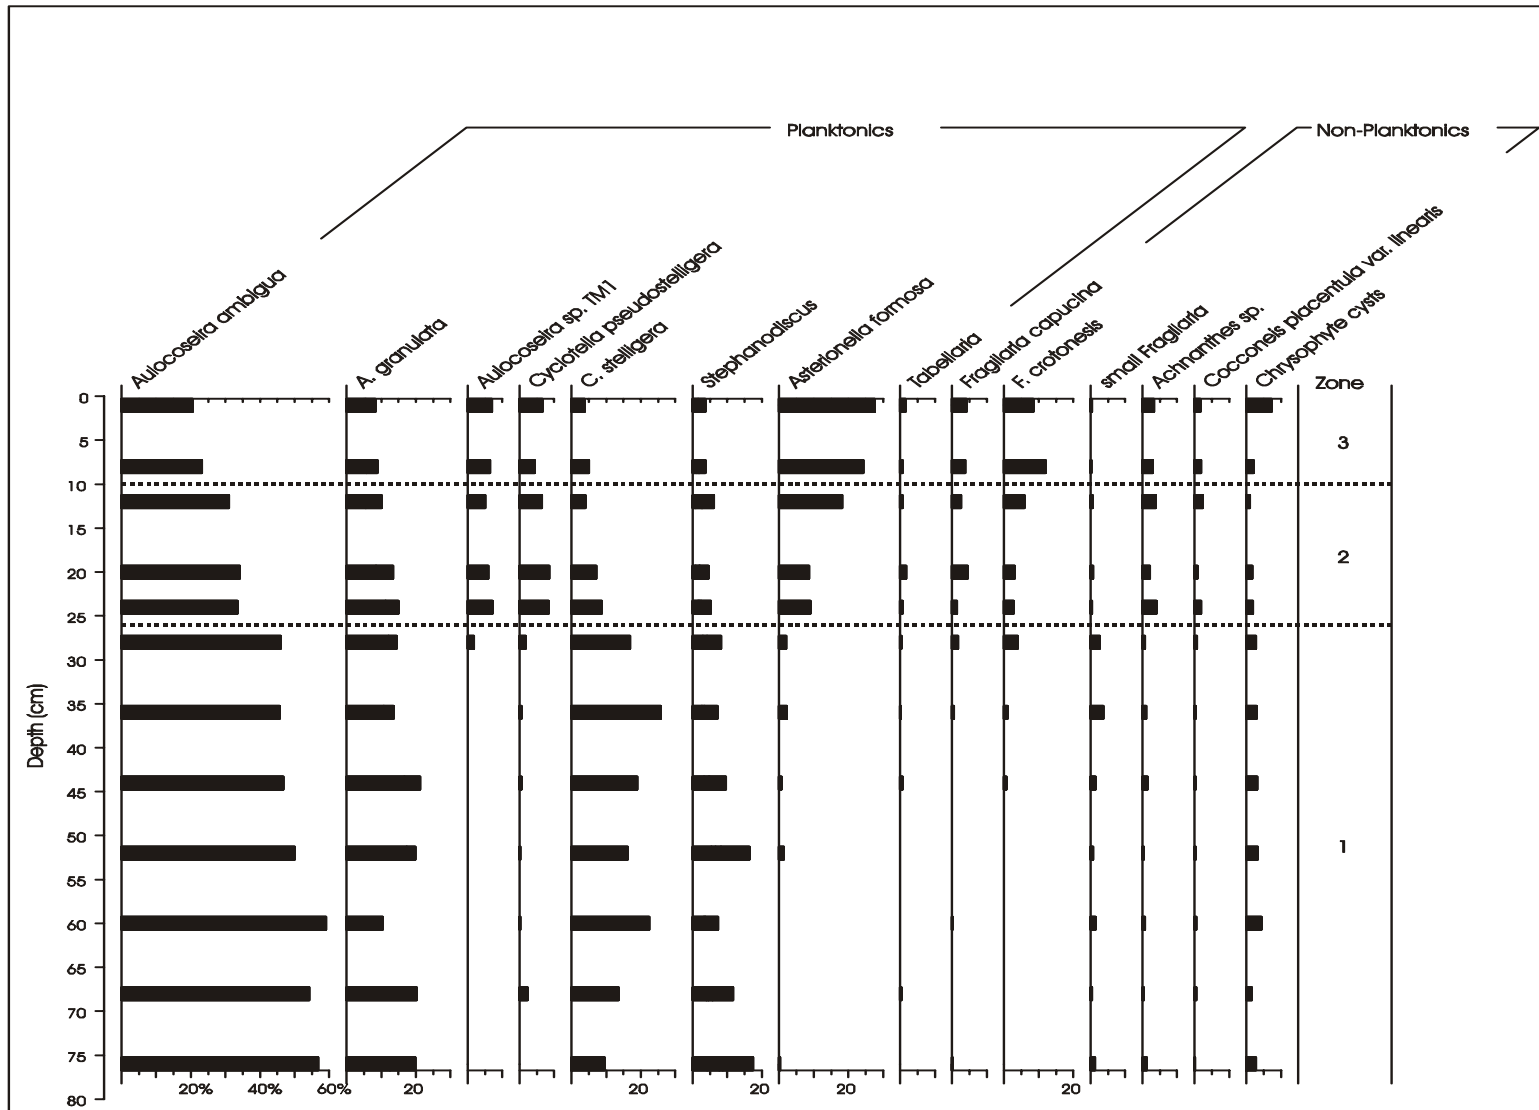 Planktonics
Non-Planktonics
Aulocoseira ambigua
A. granulata
Aulocoseira sp. TM1
Cyclotella pseudostelligera
C. stelligera
Stephanodiscus
Asterionella formosa
Tabellaria
Fragilaria capucina
F. crotonesis
small Fragilaria
Achnanthes sp.
Cocconeis placentula var. linearis
Chrysophyte cysts
Zone
0
5
10
15
20
25
30
35
40
45
50
55
60
65
70
75
80
Depth (cm)
3
2
1
20% 40% 60% 20 20 20 20 20